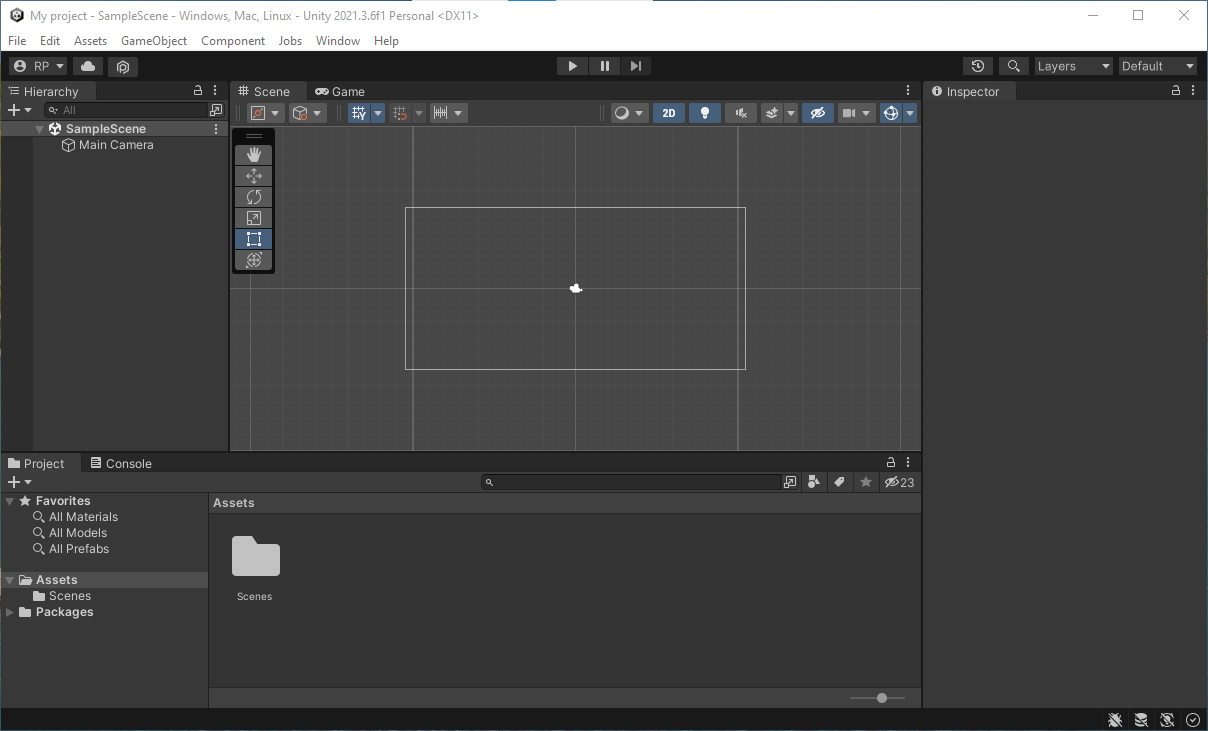 My project - SampleScene - Windows, Mac, Linux - Unity 2021.3.6f1 Personal <DX11>
File Edit Assets GameObject Component Jobs Window Help
RP Layers Default
Hierarchy
All
SampleScene
Main Camera
Scene Game
2D
Inspector
Project Console
23
Favorites
All Materials
All Models
All Prefabs
Assets
Scenes
Packages
Assets
Scenes